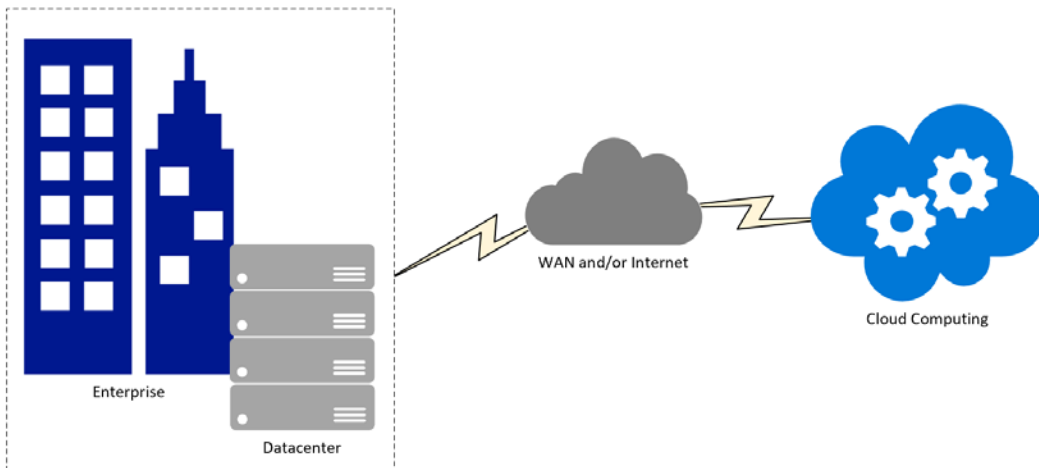 WAN and/or Internet
Cloud Computing
Enterprise
Datacenter